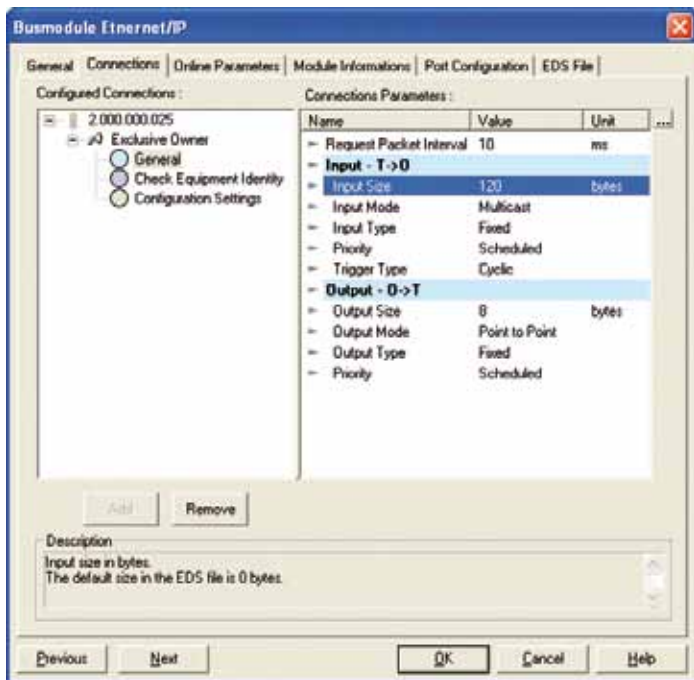 Busmodule Etnernet/IP
General Connections Online Parameters Module Informations Port Configuration EDS File
Configured Connections :
2.000.000.025
Exclusive Owner
General
Check Equipment Identity
Configuration Settings
Connections Parameters :
Name Value Unit ...
Request Packet Interval 10 ms
Input - T->O
Input Size 120 bytes
Input Mode Multicast
Input Type Fixed
Priority Scheduled
Trigger Type Cyclic
Output - O->T
Output Size 8 bytes
Output Mode Point to Point
Output Type Fixed
Priority Scheduled
Add Remove
Description
Input size in bytes.
The default size in the EDS file is 0 bytes.
Previous Next OK Cancel Help